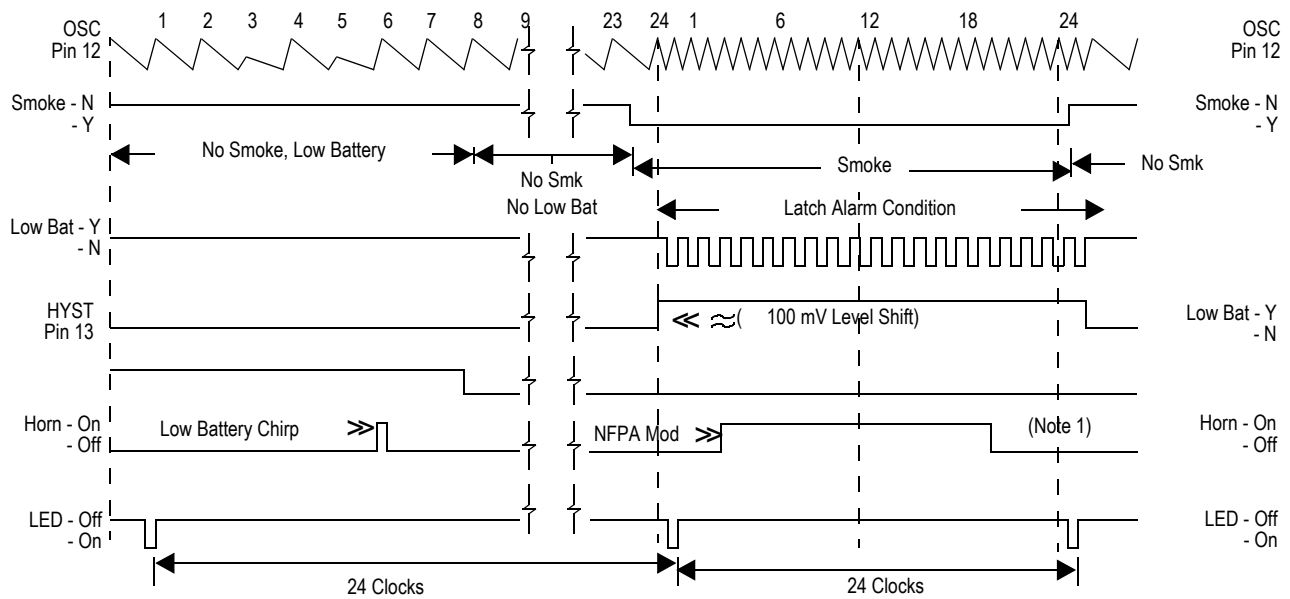 1 2 3 4 5 6 7 8 9 23 24 1 6 12 18 24
OSC
Pin 12
OSC
Pin 12
Smoke - N
- Y
Smoke - N
- Y
No Smoke, Low Battery
No Smk
No Low Bat
Smoke
No Smk
Latch Alarm Condition
Low Bat - Y
- N
HYST
Pin 13
≪ ≈( 100 mV Level Shift)
Low Bat - Y
- N
Horn - On
- Off
Low Battery Chirp ≫
NFPA Mod ≫
(Note 1)
Horn - On
- Off
LED - Off
- On
LED - Off
- On
24 Clocks
24 Clocks